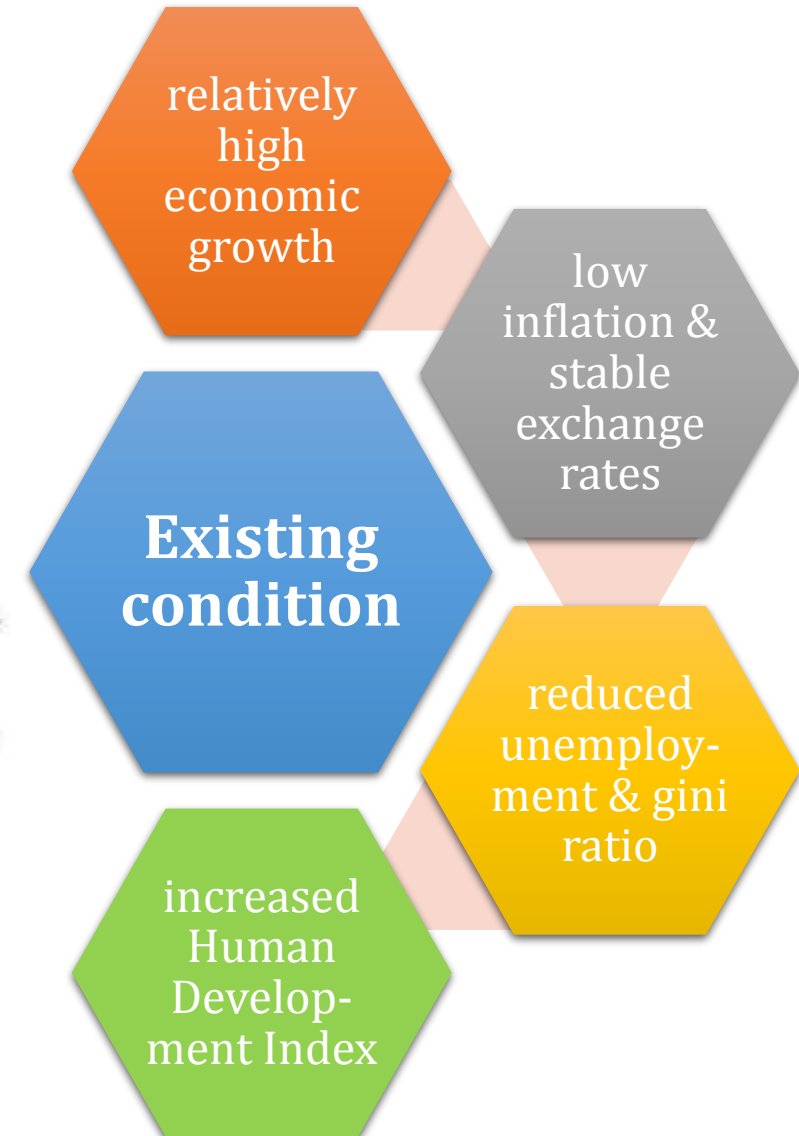 relatively
high
economic
growth
low
inflation &
stable
exchange
rates
Existing
condition
reduced
unemploy-
ment & gini
ratio
increased
Human
Develop-
ment Index